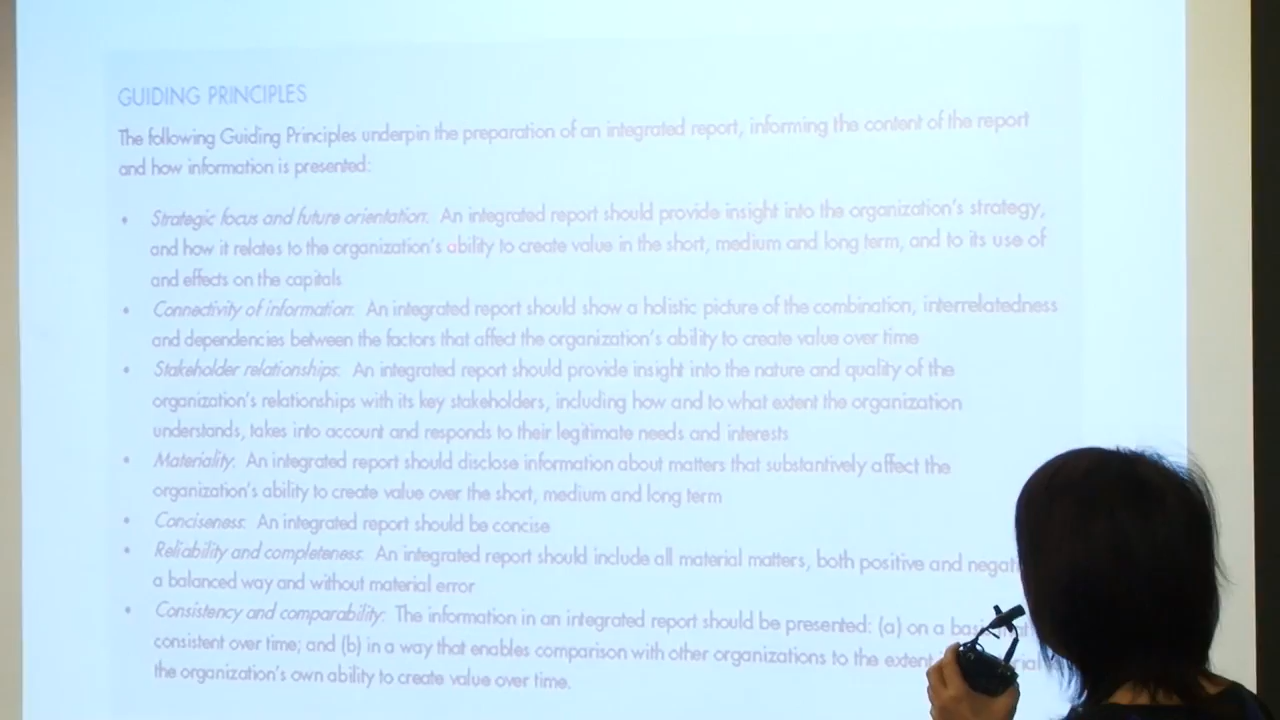 GUIDING PRINCIPLES
The following Guiding Principles underpin the preparation of an integrated report, informing the content of the report
and how information is presented:
• Strategic focus and future orientation: An integrated report should provide insight into the organization's strategy,
and how it relates to the organization's ability to create value in the short, medium and long term, and to its use of
and effects on the capitals
• Connectivity of information: An integrated report should show a holistic picture of the combination, interrelatedness
and dependencies between the factors that affect the organization's ability to create value over time
• Stakeholder relationships: An integrated report should provide insight into the nature and quality of the
organization's relationships with its key stakeholders, including how and to what extent the organization
understands, takes into account and responds to their legitimate needs and interests
• Materiality: An integrated report should disclose information about matters that substantively affect the
organization's ability to create value over the short, medium and long term
• Conciseness: An integrated report should be concise
• Reliability and completeness: An integrated report should include all material matters, both positive and
a balanced way and without material error
• Consistency and comparability: The information in an integrated report should be presented: (a) on a
consistent over time; and (b) in a way that enables comparison with other organizations to the extent
the organization's own ability to create value over time.